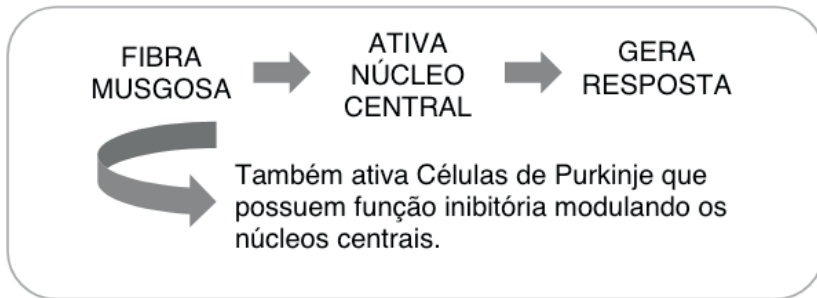 FIBRA
MUSGOSA
ATIVA
NÚCLEO
CENTRAL
GERA
RESPOSTA
Também ativa Células de Purkinje que
possuem função inibitória modulando os
núcleos centrais.